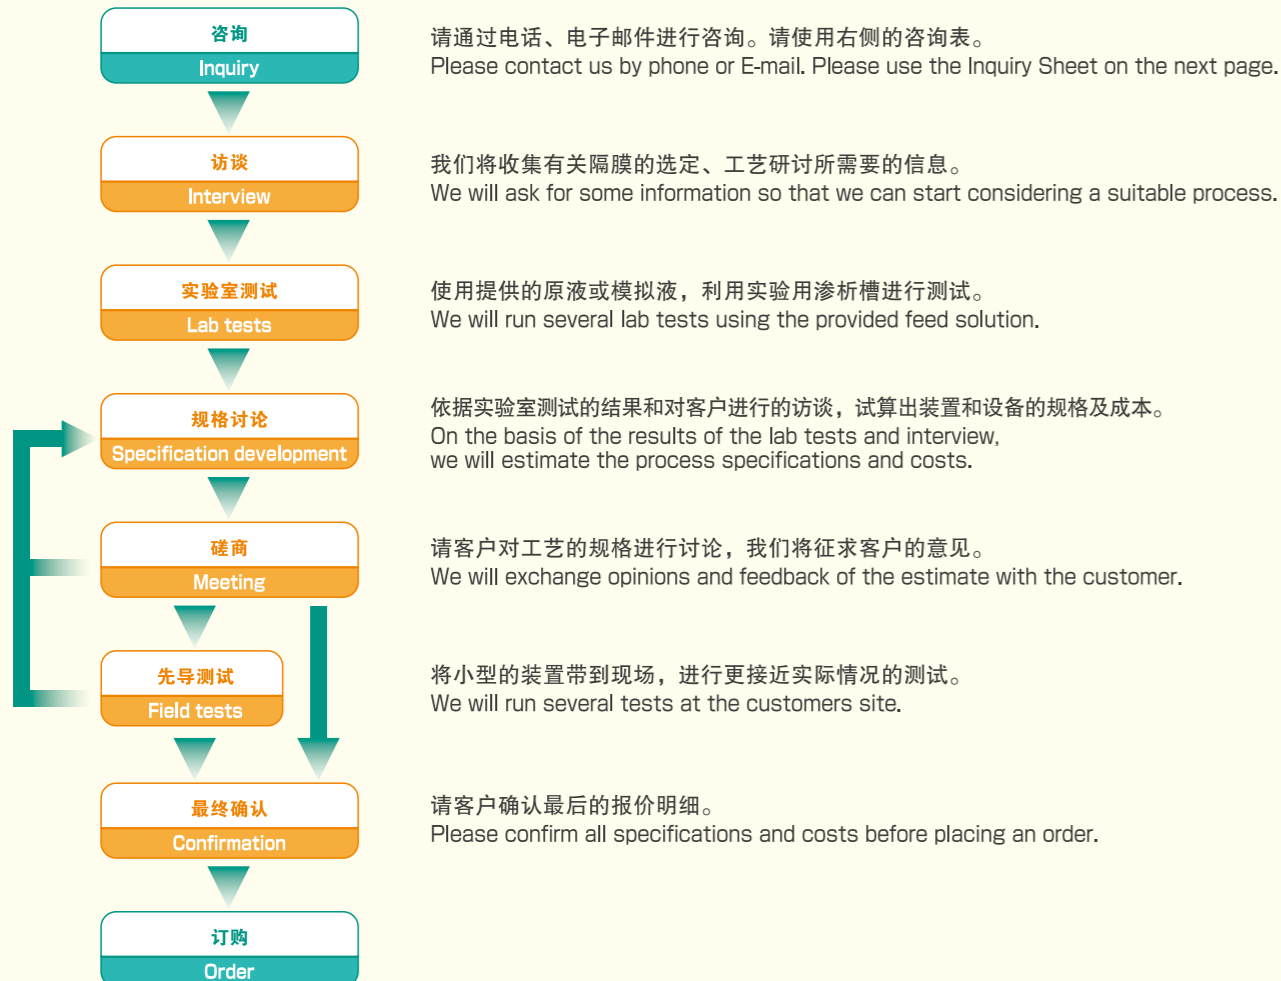 咨询
Inquiry
请通过电话、电子邮件进行咨询。请使用右侧的咨询表。
Please contact us by phone or E-mail. Please use the Inquiry Sheet on the next page.
访谈
Interview
我们将收集有关隔膜的选定、工艺研讨所需要的信息。
We will ask for some information so that we can start considering a suitable process.
实验室测试
Lab tests
使用提供的原液或模拟液，利用实验用渗析槽进行测试。
We will run several lab tests using the provided feed solution.
规格讨论
Specification development
依据实验室测试的结果和对客户进行的访谈，试算出装置和设备的规格及成本。
On the basis of the results of the lab tests and interview,
we will estimate the process specifications and costs.
磋商
Meeting
请客户对工艺的规格进行讨论，我们将征求客户的意见。
We will exchange opinions and feedback of the estimate with the customer.
先导测试
Field tests
将小型的装置带到现场，进行更接近实际情况的测试。
We will run several tests at the customers site.
最终确认
Confirmation
请客户确认最后的报价明细。
Please confirm all specifications and costs before placing an order.
订购
Order